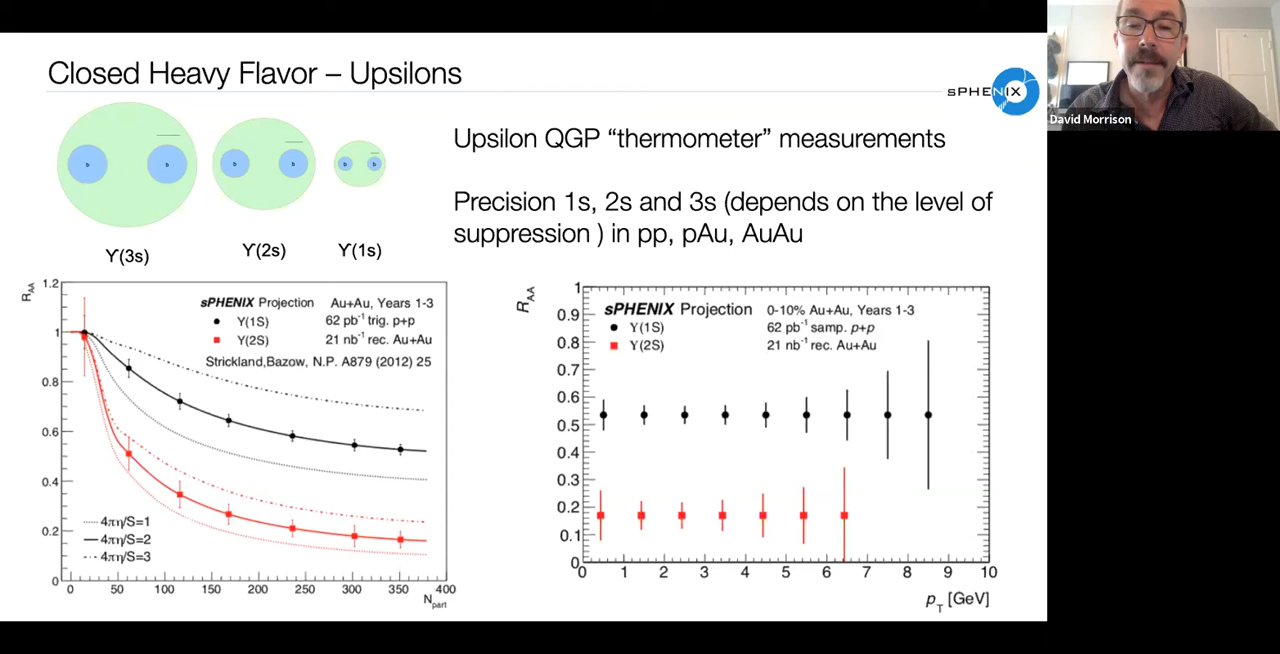 Closed Heavy Flavor – Upsilons
sPHENIX
David Morrison
b b b b b b
ϒ(3s) ϒ(2s) ϒ(1s)
Upsilon QGP “thermometer” measurements
Precision 1s, 2s and 3s (depends on the level of
suppression ) in pp, pAu, AuAu
R_AA
1.2
1
0.8
0.6
0.4
0.2
0
sPHENIX Projection Au+Au, Years 1-3
Υ(1S) 62 pb⁻¹ trig. p+p
Υ(2S) 21 nb⁻¹ rec. Au+Au
Strickland,Bazow, N.P. A879 (2012) 25
4πη/S=1
4πη/S=2
4πη/S=3
0 50 100 150 200 250 300 350 400
N_part
R_AA
1
0.9
0.8
0.7
0.6
0.5
0.4
0.3
0.2
0.1
0
sPHENIX Projection 0-10% Au+Au, Years 1-3
Υ(1S) 62 pb⁻¹ samp. p+p
Υ(2S) 21 nb⁻¹ rec. Au+Au
0 1 2 3 4 5 6 7 8 9 10
p_T [GeV]